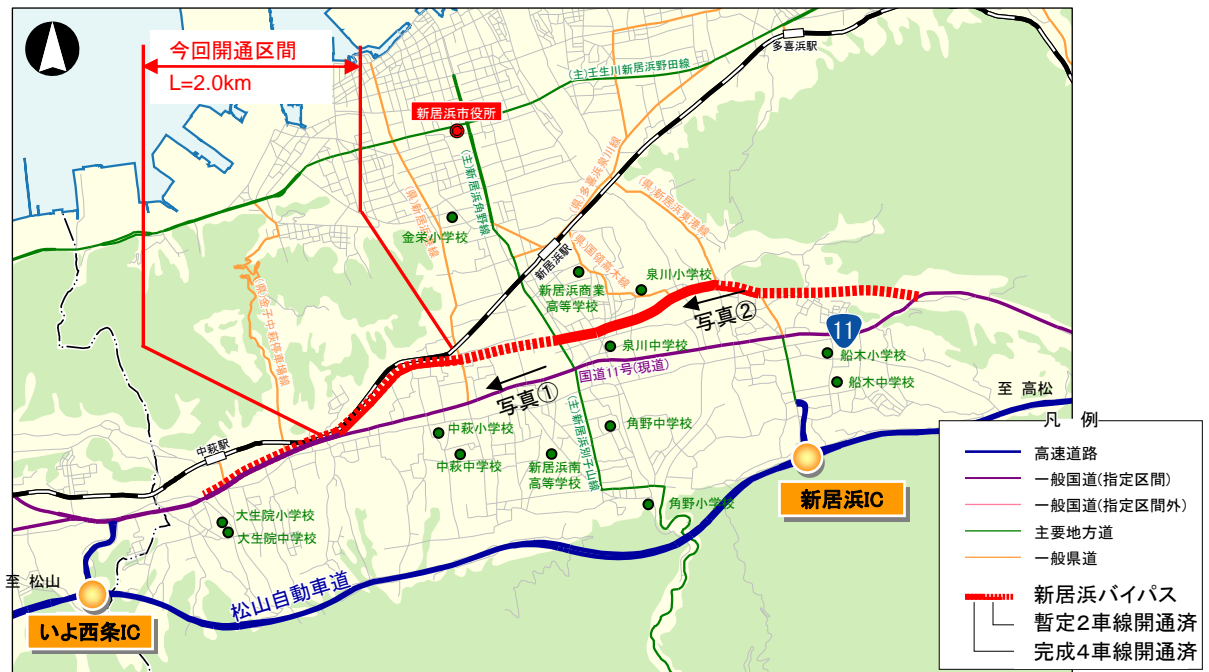 今回開通区間
L=2.0km
多喜浜駅
(主)壬生川新居浜野田線
新居浜市役所
(主)新居浜角野線
(県)多喜浜泉川線
(県)新居浜東港線
金栄小学校
新居浜駅
(県)国領高木線
泉川小学校
新居浜商業
高等学校
(県)金子中萩停車場線
写真②
11
泉川中学校
国道11号(現道)
船木小学校
船木中学校
写真①
至 高松
中萩駅
中萩小学校
角野中学校
(主)新居浜別子山線
中萩中学校
新居浜南
高等学校
新居浜IC
角野小学校
大生院小学校
大生院中学校
至 松山
松山自動車道
いよ西条IC
凡 例
高速道路
一般国道(指定区間)
一般国道(指定区間外)
主要地方道
一般県道
新居浜バイパス
暫定2車線開通済
完成4車線開通済